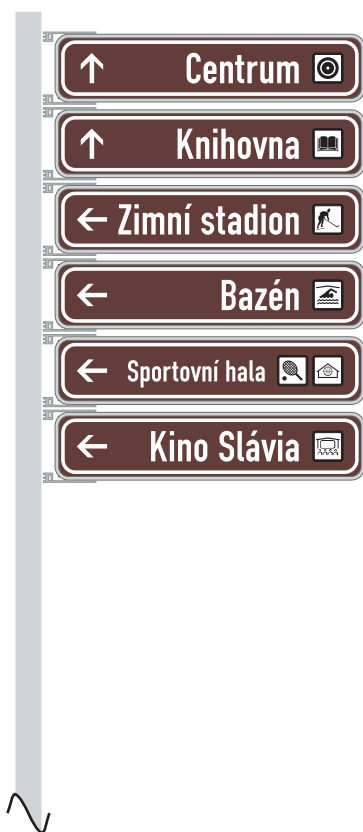 Centrum
Knihovna
Zimní stadion
Bazén
Sportovní hala
Kino Slávia